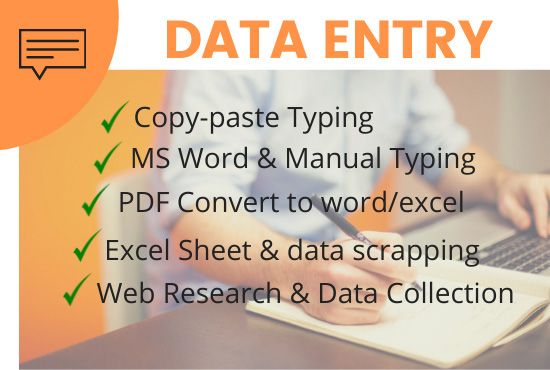 DATA ENTRY
Copy-paste Typing
MS Word & Manual Typing
PDF Convert to word/excel
Excel Sheet & data scrapping
Web Research & Data Collection